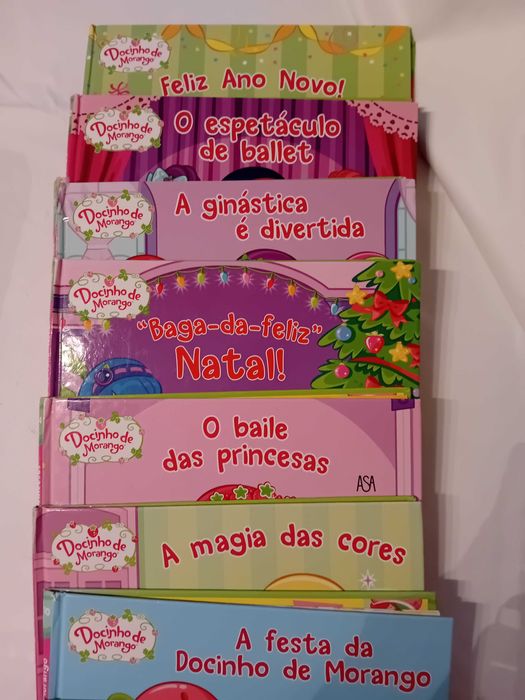 Docinho de
Morango
Feliz Ano Novo!
Docinho de
Morango
O espetáculo
de ballet
Docinho de
Morango
A ginástica
é divertida
Docinho de
Morango
"Baga-da-feliz"
Natal!
Docinho de
Morango
O baile
das princesas
ASA
Docinho de
Morango
A magia das cores
Docinho de
Morango
A festa da
Docinho de Morango
Morango